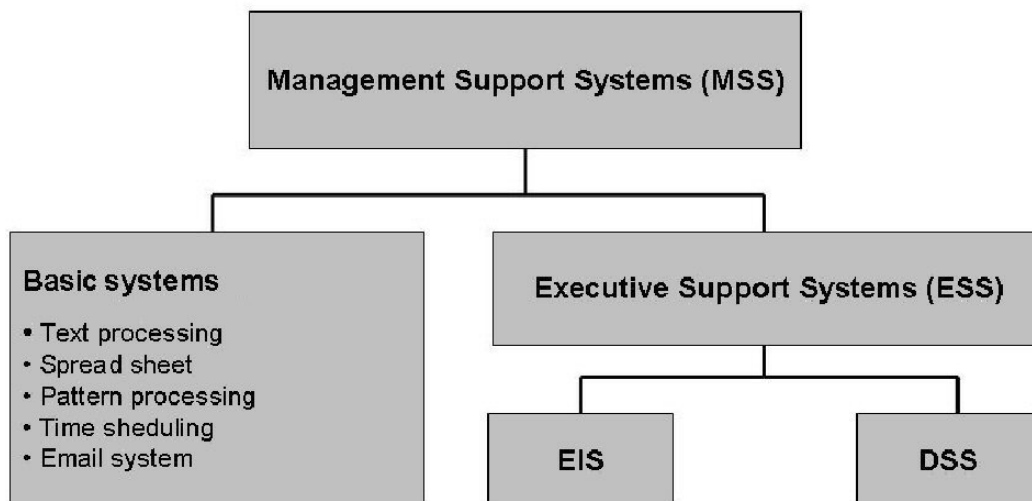 Management Support Systems (MSS)
Basic systems
• Text processing
• Spread sheet
• Pattern processing
• Time sheduling
• Email system
Executive Support Systems (ESS)
EIS
DSS